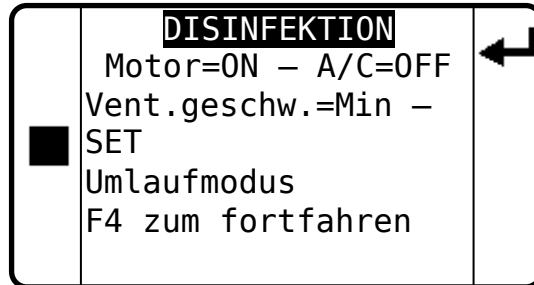 DISINFEKTION
Motor=ON – A/C=OFF
Vent.geschw.=Min –
SET
Umlaufmodus
F4 zum fortfahren